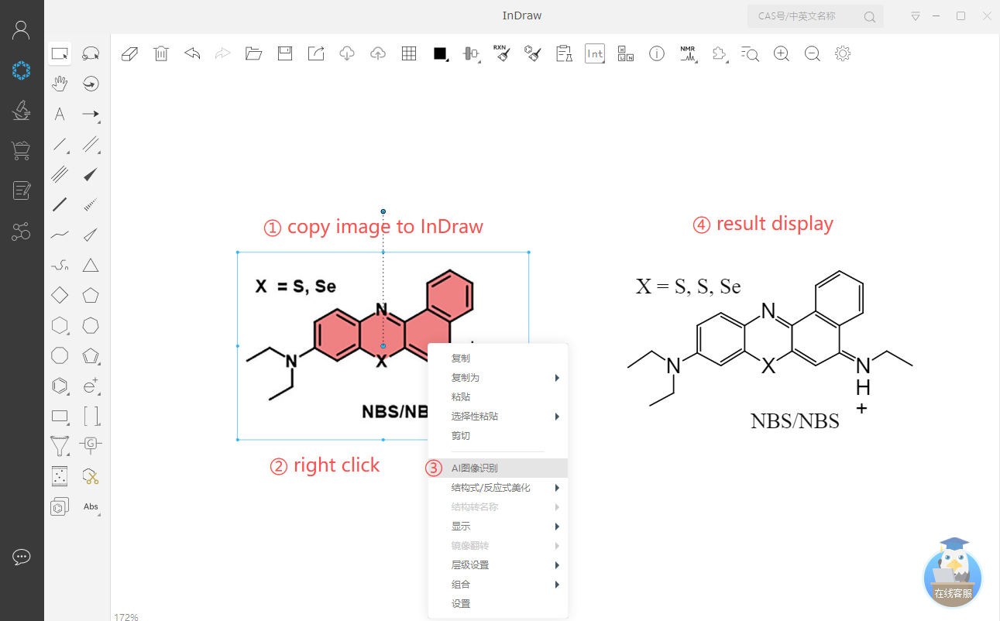 InDraw
CAS号/中英文名称
RXN
Int
H
Li N
NMR
A
n
e+
G
Abs
① copy image to InDraw
④ result display
X = S, Se
N
N
X
NBS/NB
X = S, S, Se
N
N
X
N
H
+
NBS/NBS
② right click
③
复制
复制为
粘贴
选择性粘贴
剪切
AI图像识别
结构式/反应式美化
结构转名称
显示
镜像翻转
层级设置
组合
设置
在线客服
172%